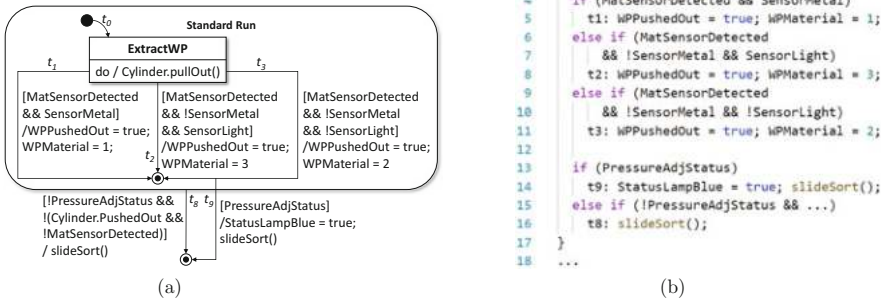 Standard Run
t0
ExtractWP
do / Cylinder.pullOut()
t1
t3
[MatSensorDetected
&& SensorMetal]
/WPPushedOut = true;
WPMaterial = 1;
t2
[MatSensorDetected
&& !SensorMetal
&& SensorLight]
/WPPushedOut = true;
WPMaterial = 3
[MatSensorDetected
&& !SensorMetal
&& !SensorLight]
/WPPushedOut = true;
WPMaterial = 2
[!PressureAdjStatus &&
!(Cylinder.PushedOut &&
!MatSensorDetected)]
/ slideSort()
t8 t9
[PressureAdjStatus]
/StatusLampBlue = true;
slideSort()
(a)
4 if (MatSensorDetected && SensorMetal)
5 t1: WPPushedOut = true; WPMaterial = 1;
6 else if (MatSensorDetected
7 && !SensorMetal && SensorLight)
8 t2: WPPushedOut = true; WPMaterial = 3;
9 else if (MatSensorDetected
10 && !SensorMetal && !SensorLight)
11 t3: WPPushedOut = true; WPMaterial = 2;
12
13 if (PressureAdjStatus)
14 t9: StatusLampBlue = true; slideSort();
15 else if (!PressureAdjStatus && ...)
16 t8: slideSort();
17 }
18 ...
(b)